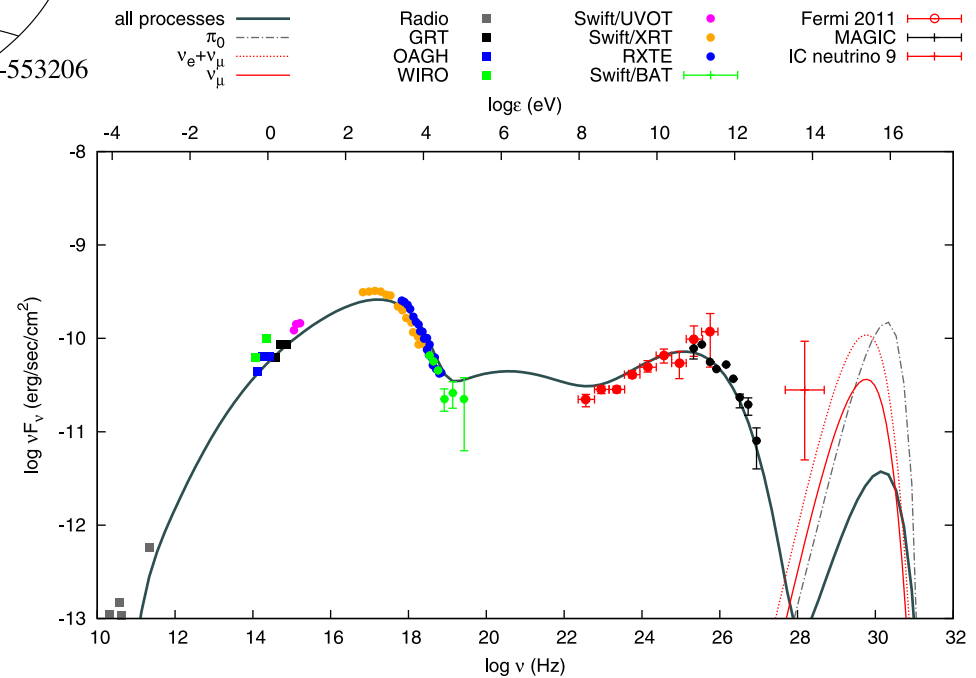 all processes
π0
νe+νμ
νμ
Radio
GRT
OAGH
WIRO
Swift/UVOT
Swift/XRT
RXTE
Swift/BAT
Fermi 2011
MAGIC
IC neutrino 9
-553206
logε (eV)
-4 -2 0 2 4 6 8 10 12 14 16
-8
-9
-10
-11
-12
-13
log νFν (erg/sec/cm2)
10 12 14 16 18 20 22 24 26 28 30 32
log ν (Hz)